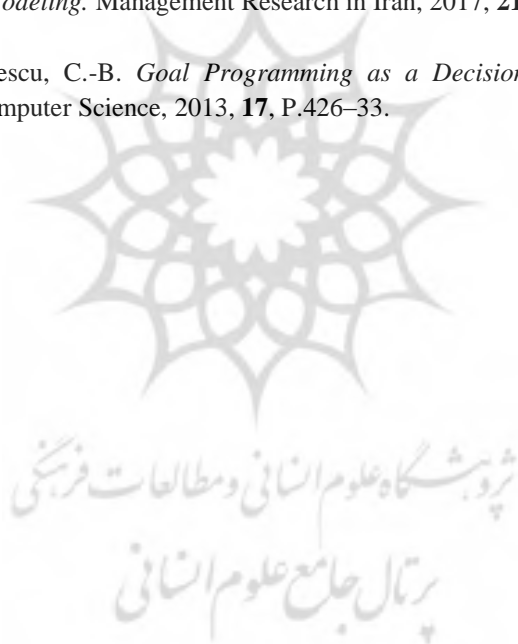 odeling. Management Research in Iran, 2017, 21
escu, C.-B. Goal Programming as a Decision
mputer Science, 2013, 17, P.426–33.
پژوهشگاه علوم انسانی و مطالعات فرهنگی
پرتال جامع علوم انسانی